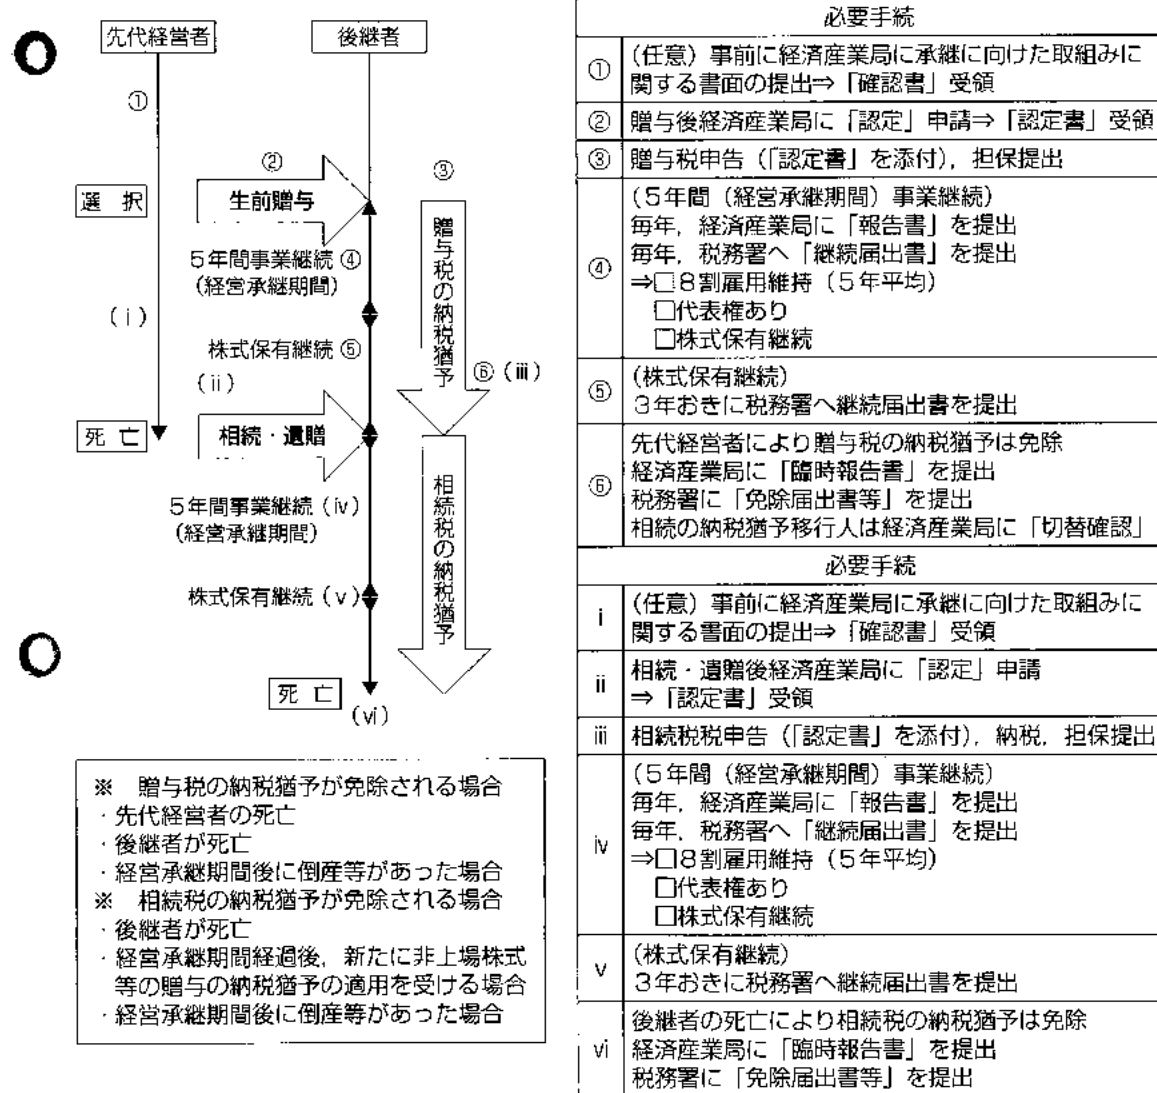 先代経営者
後継者
①
②
生前贈与
選 択
5年間事業継続 ④
(経営承継期間)
(ⅰ)
株式保有継続 ⑤
(ⅱ)
③
贈与税の納税猶予
⑥(ⅲ)
死 亡
相続・遺贈
5年間事業継続(ⅳ)
(経営承継期間)
株式保有継続(ⅴ)
相続税の納税猶予
死 亡
(ⅵ)
※ 贈与税の納税猶予が免除される場合
・先代経営者の死亡
・後継者が死亡
・経営承継期間後に倒産等があった場合
※ 相続税の納税猶予が免除される場合
・後継者が死亡
・経営承継期間経過後,新たに非上場株式
等の贈与の納税猶予の適用を受ける場合
・経営承継期間後に倒産等があった場合
必要手続
① (任意)事前に経済産業局に承継に向けた取組みに
関する書面の提出⇒「確認書」受領
② 贈与後経済産業局に「認定」申請⇒「認定書」受領
③ 贈与税申告(「認定書」を添付),担保提出
④ (5年間(経営承継期間)事業継続)
毎年,経済産業局に「報告書」を提出
毎年,税務署へ「継続届出書」を提出
⇒□8割雇用維持(5年平均)
□代表権あり
□株式保有継続
⑤ (株式保有継続)
3年おきに税務署へ継続届出書を提出
⑥ 先代経営者により贈与税の納税猶予は免除
経済産業局に「臨時報告書」を提出
税務署に「免除届出書等」を提出
相続の納税猶予移行人は経済産業局に「切替確認」
必要手続
ⅰ (任意)事前に経済産業局に承継に向けた取組みに
関する書面の提出⇒「確認書」受領
ⅱ 相続・遺贈後経済産業局に「認定」申請
⇒「認定書」受領
ⅲ 相続税税申告(「認定書」を添付),納税,担保提出
ⅳ (5年間(経営承継期間)事業継続)
毎年,経済産業局に「報告書」を提出
毎年,税務署へ「継続届出書」を提出
⇒□8割雇用維持(5年平均)
□代表権あり
□株式保有継続
ⅴ (株式保有継続)
3年おきに税務署へ継続届出書を提出
ⅵ 後継者の死亡により相続税の納税猶予は免除
経済産業局に「臨時報告書」を提出
税務署に「免除届出書等」を提出